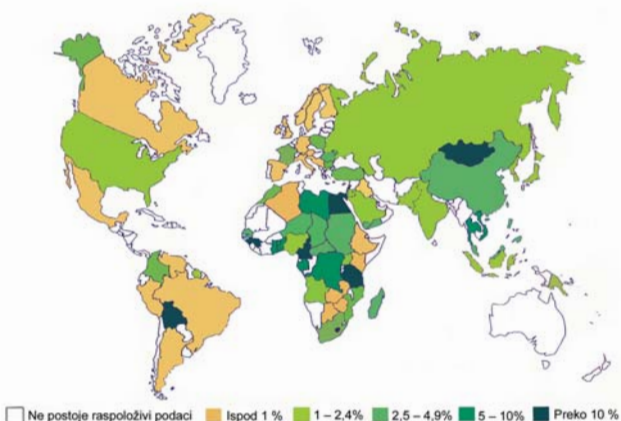 Ne postoje raspoloživi podaci Ispod 1 % 1 – 2,4% 2,5 – 4,9% 5 – 10% Preko 10 %